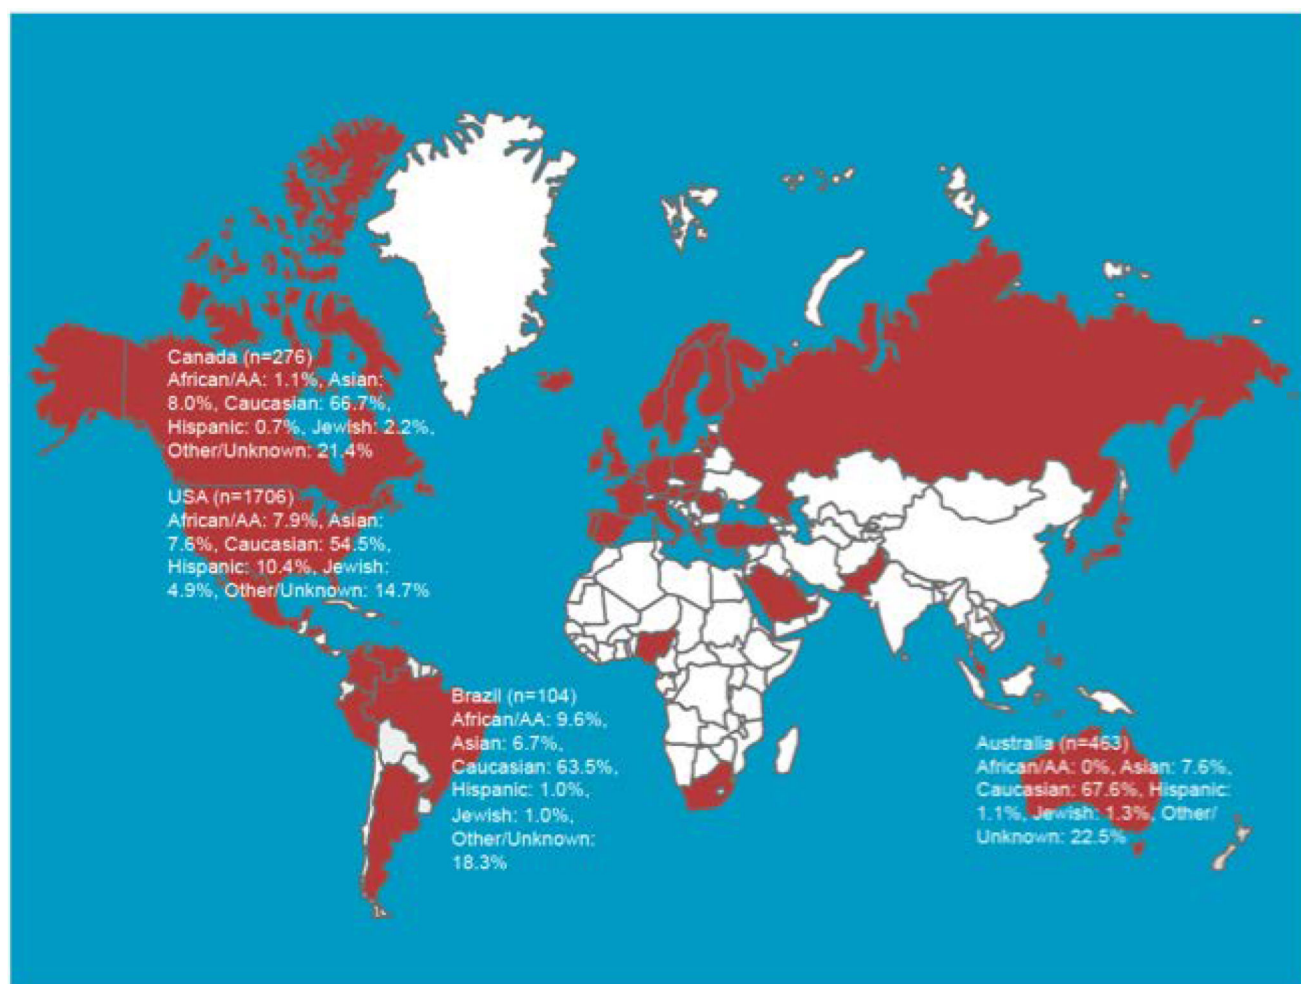 Canada (n=276)
African/AA: 1.1%, Asian:
8.0%, Caucasian: 66.7%,
Hispanic: 0.7%, Jewish: 2.2%,
Other/Unknown: 21.4%
USA (n=1706)
African/AA: 7.9%, Asian:
7.6%, Caucasian: 54.5%,
Hispanic: 10.4%, Jewish:
4.9%, Other/Unknown: 14.7%
Brazil (n=104)
African/AA: 9.6%,
Asian: 6.7%,
Caucasian: 63.5%,
Hispanic: 1.0%,
Jewish: 1.0%,
Other/Unknown:
18.3%
Australia (n=463)
African/AA: 0%, Asian: 7.6%,
Caucasian: 67.6%, Hispanic:
1.1%, Jewish: 1.3%, Other/
Unknown: 22.5%